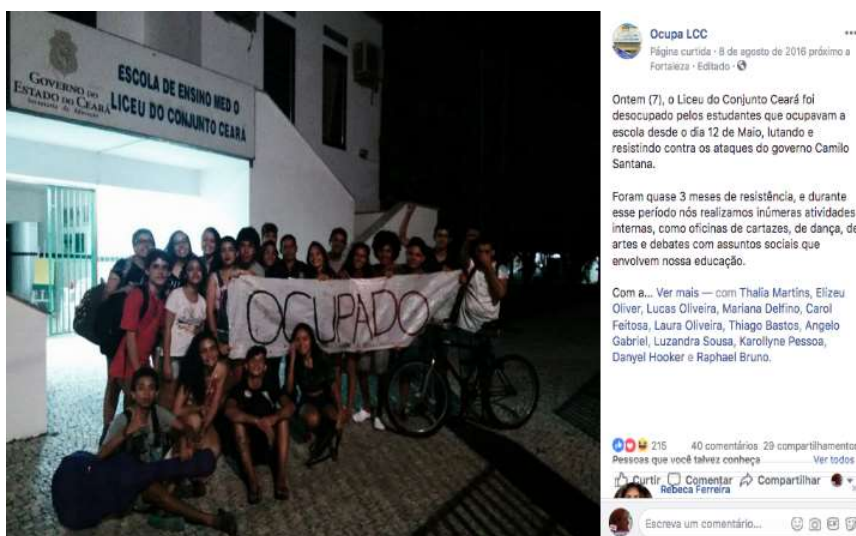 GOVERNO DO
ESTADO DO CEARÁ
Secretaria da Educação
ESCOLA DE ENSINO MED O
LICEU DO CONJUNTO CEARÁ
OCUPADO
Ocupa LCC
Página curtida · 8 de agosto de 2016 próximo a
Fortaleza · Editado ·
Ontem (7), o Liceu do Conjunto Ceará foi
desocupado pelos estudantes que ocupavam a
escola desde o dia 12 de Maio, lutando e
resistindo contra os ataques do governo Camilo
Santana.
Foram quase 3 meses de resistência, e durante
esse período nós realizamos inúmeras atividades
internas, como oficinas de cartazes, de dança, de
artes e debates com assuntos sociais que
envolvem nossa educação.
Com a... Ver mais — com Thalia Martins, Elizeu
Oliver, Lucas Oliveira, Mariana Delfino, Carol
Feitosa, Laura Oliveira, Thiago Bastos, Angelo
Gabriel, Luzandra Sousa, Karollyne Pessoa,
Danyel Hooker e Raphael Bruno.
215 40 comentários 29 compartilhamentos
Pessoas que você talvez conheça Ver todos
Curtir Comentar Compartilhar
Rebeca Ferreira
Escreva um comentário...